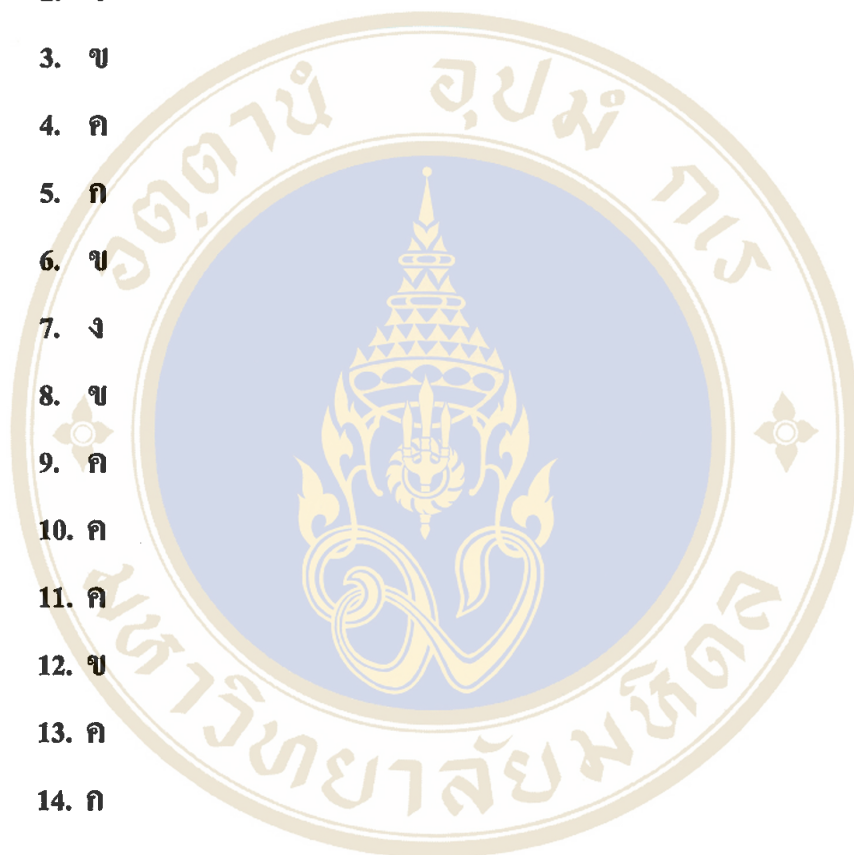 3. ข
4. ค
5. ก
6. ข
7. ง
8. ข
9. ค
10. ค
11. ค
12. ข
13. ค
14. ก
อตฺตานํ อุปมํ กเร
มหาวิทยาลัยมหิดล